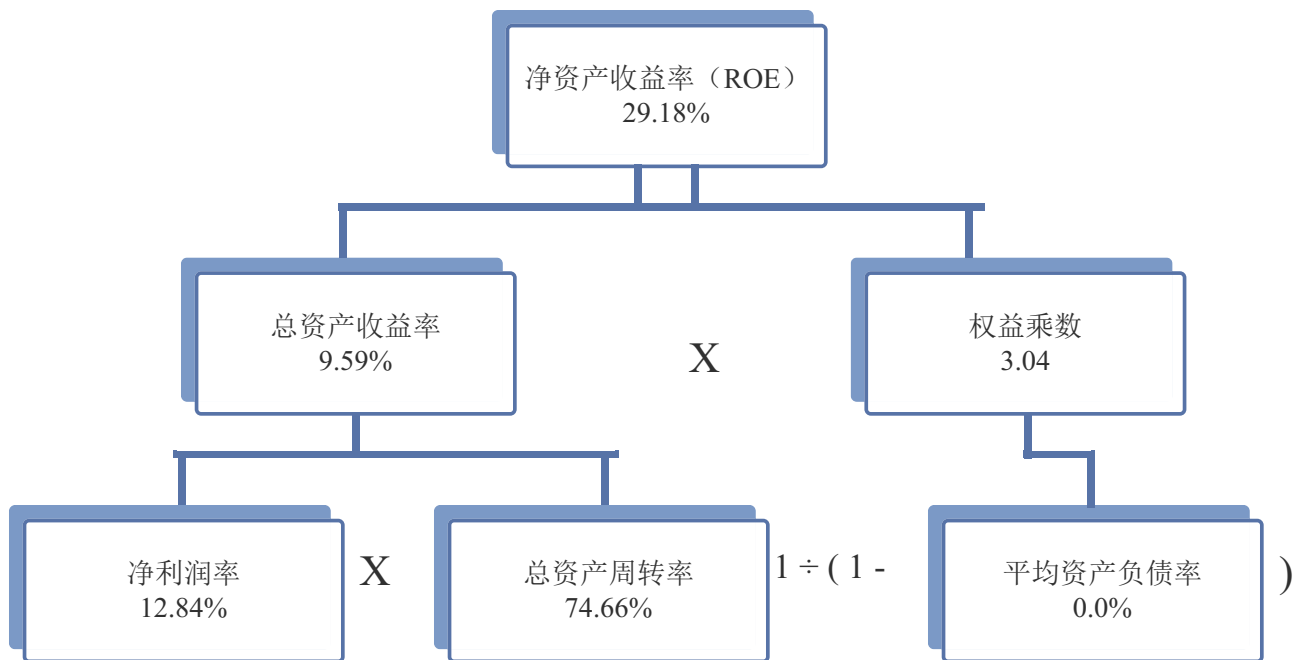 净资产收益率（ROE）
29.18%
总资产收益率
9.59%
X
权益乘数
3.04
净利润率
12.84%
X
总资产周转率
74.66%
1 ÷ ( 1 -
平均资产负债率
0.0%
)